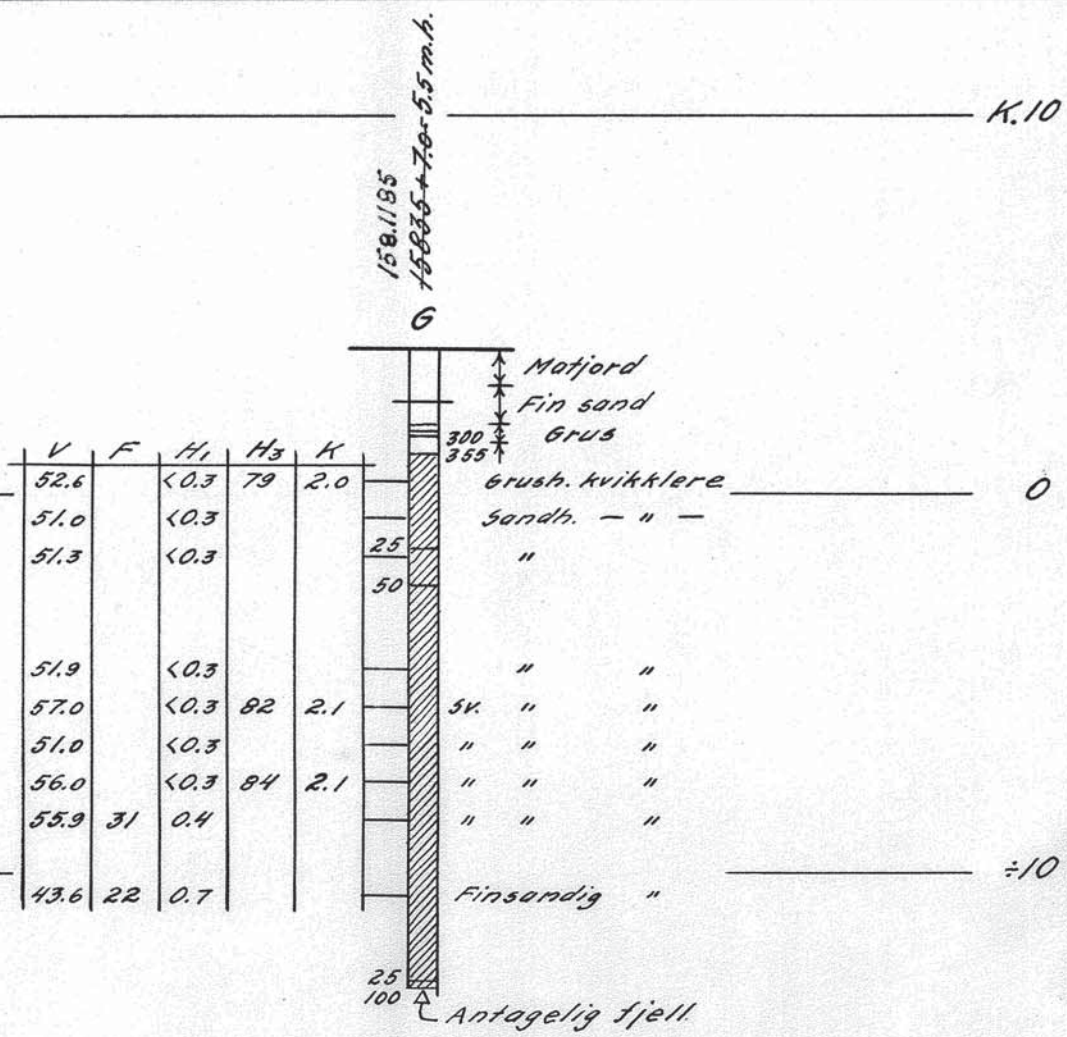 K.10
158.1185
15835+7.0=5.5 m.h.
G
Matjord
Fin sand
Grus
300
355
V F H1 H3 K
52.6 <0.3 79 2.0 Grush. kvikklere
0
51.0 <0.3 Sandh. — " —
51.3 <0.3 25 "
50
51.9 <0.3 " "
57.0 <0.3 82 2.1 sv. " "
51.0 <0.3 " " "
56.0 <0.3 84 2.1 " " "
55.9 31 0.4 " " "
÷10
43.6 22 0.7 Finsandig "
25
100
Antagelig fjell.